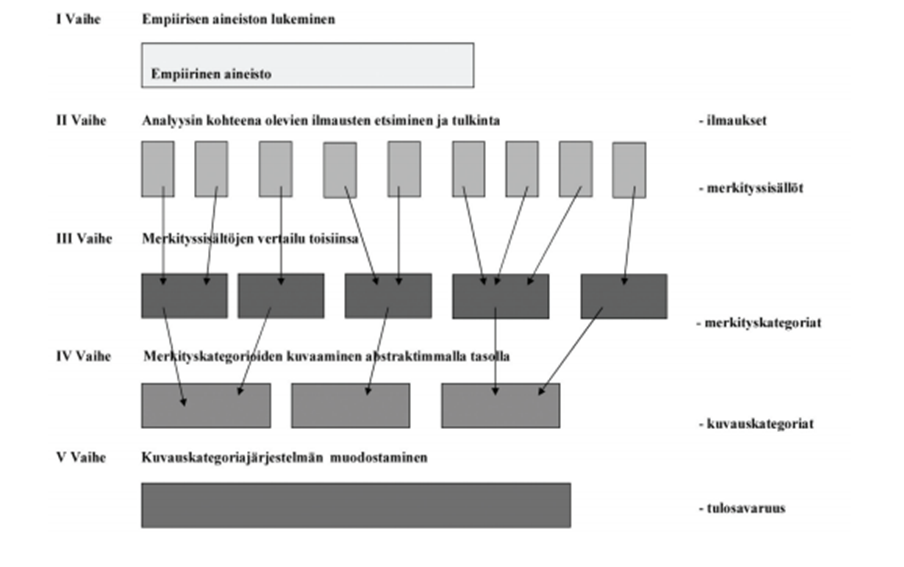 I Vaihe Empiirisen aineiston lukeminen
Empiirinen aineisto
II Vaihe Analyysin kohteena olevien ilmausten etsiminen ja tulkinta - ilmaukset
- merkityssisällöt
III Vaihe Merkityssisältöjen vertailu toisiinsa
- merkityskategoriat
IV Vaihe Merkityskategorioiden kuvaaminen abstraktimmalla tasolla
- kuvauskategoriat
V Vaihe Kuvauskategoriajärjestelmän muodostaminen
- tulosavaruus